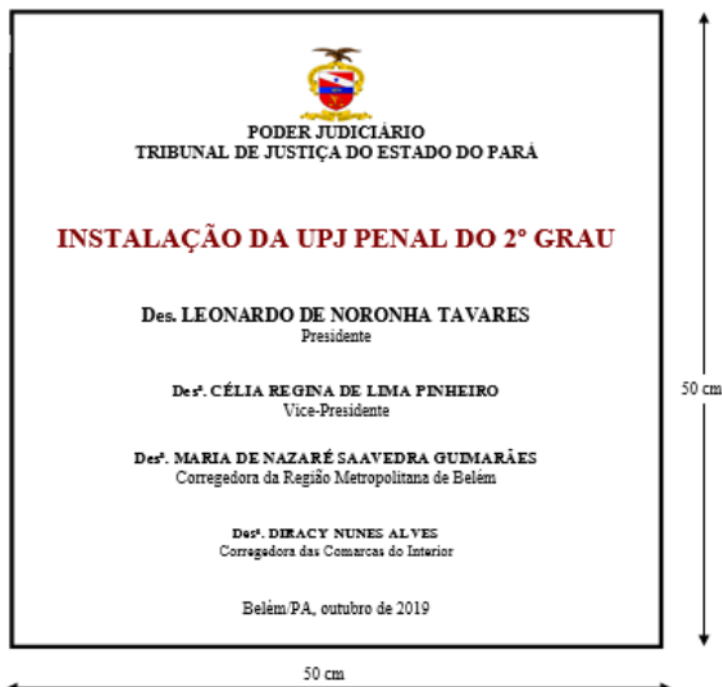 PODER JUDICIÁRIO
TRIBUNAL DE JUSTIÇA DO ESTADO DO PARÁ
INSTALAÇÃO DA UPJ PENAL DO 2º GRAU
Des. LEONARDO DE NORONHA TAVARES
Presidente
Desª. CÉLIA REGINA DE LIMA PINHEIRO
Vice-Presidente
Desª. MARIA DE NAZARÉ SAAVEDRA GUIMARÃES
Corregedora da Região Metropolitana de Belém
Desª. DIRACY NUNES ALVES
Corregedora das Comarcas do Interior
Belém/PA, outubro de 2019
50 cm
50 cm